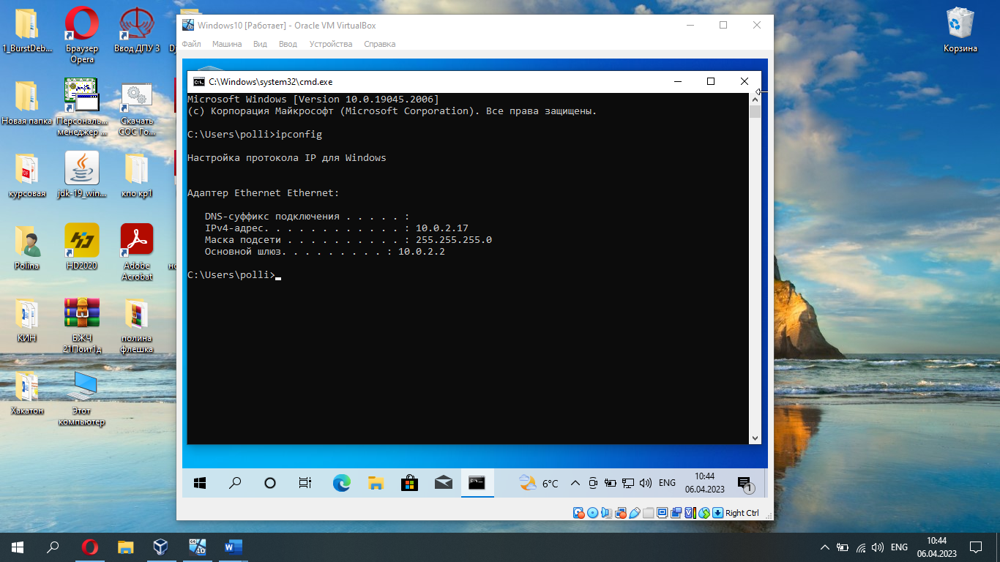 1_BurstDeb...
Браузер
Opera
Ввод ДПУ 3
Новая папка
Персональ...
менеджер ...
Скачать
СОС Го...
курсовая
jdk-19_win...
кпо кр1
Polina
HD2020
Adobe
Acrobat
КИН
БЖЧ
21Поит1д
полина
флешка
Хакатон
Этот
компьютер
Корзина
Windows10 [Работает] - Oracle VM VirtualBox
Файл Машина Вид Ввод Устройства Справка
C:\Windows\system32\cmd.exe
Microsoft Windows [Version 10.0.19045.2006]
(c) Корпорация Майкрософт (Microsoft Corporation). Все права защищены.
C:\Users\polli>ipconfig
Настройка протокола IP для Windows
Адаптер Ethernet Ethernet:
DNS-суффикс подключения . . . . . :
IPv4-адрес. . . . . . . . . . . . : 10.0.2.17
Маска подсети . . . . . . . . . . : 255.255.255.0
Основной шлюз. . . . . . . . . : 10.0.2.2
C:\Users\polli>
6°C
ENG
10:44
06.04.2023
1
Right Ctrl
ENG
10:44
06.04.2023